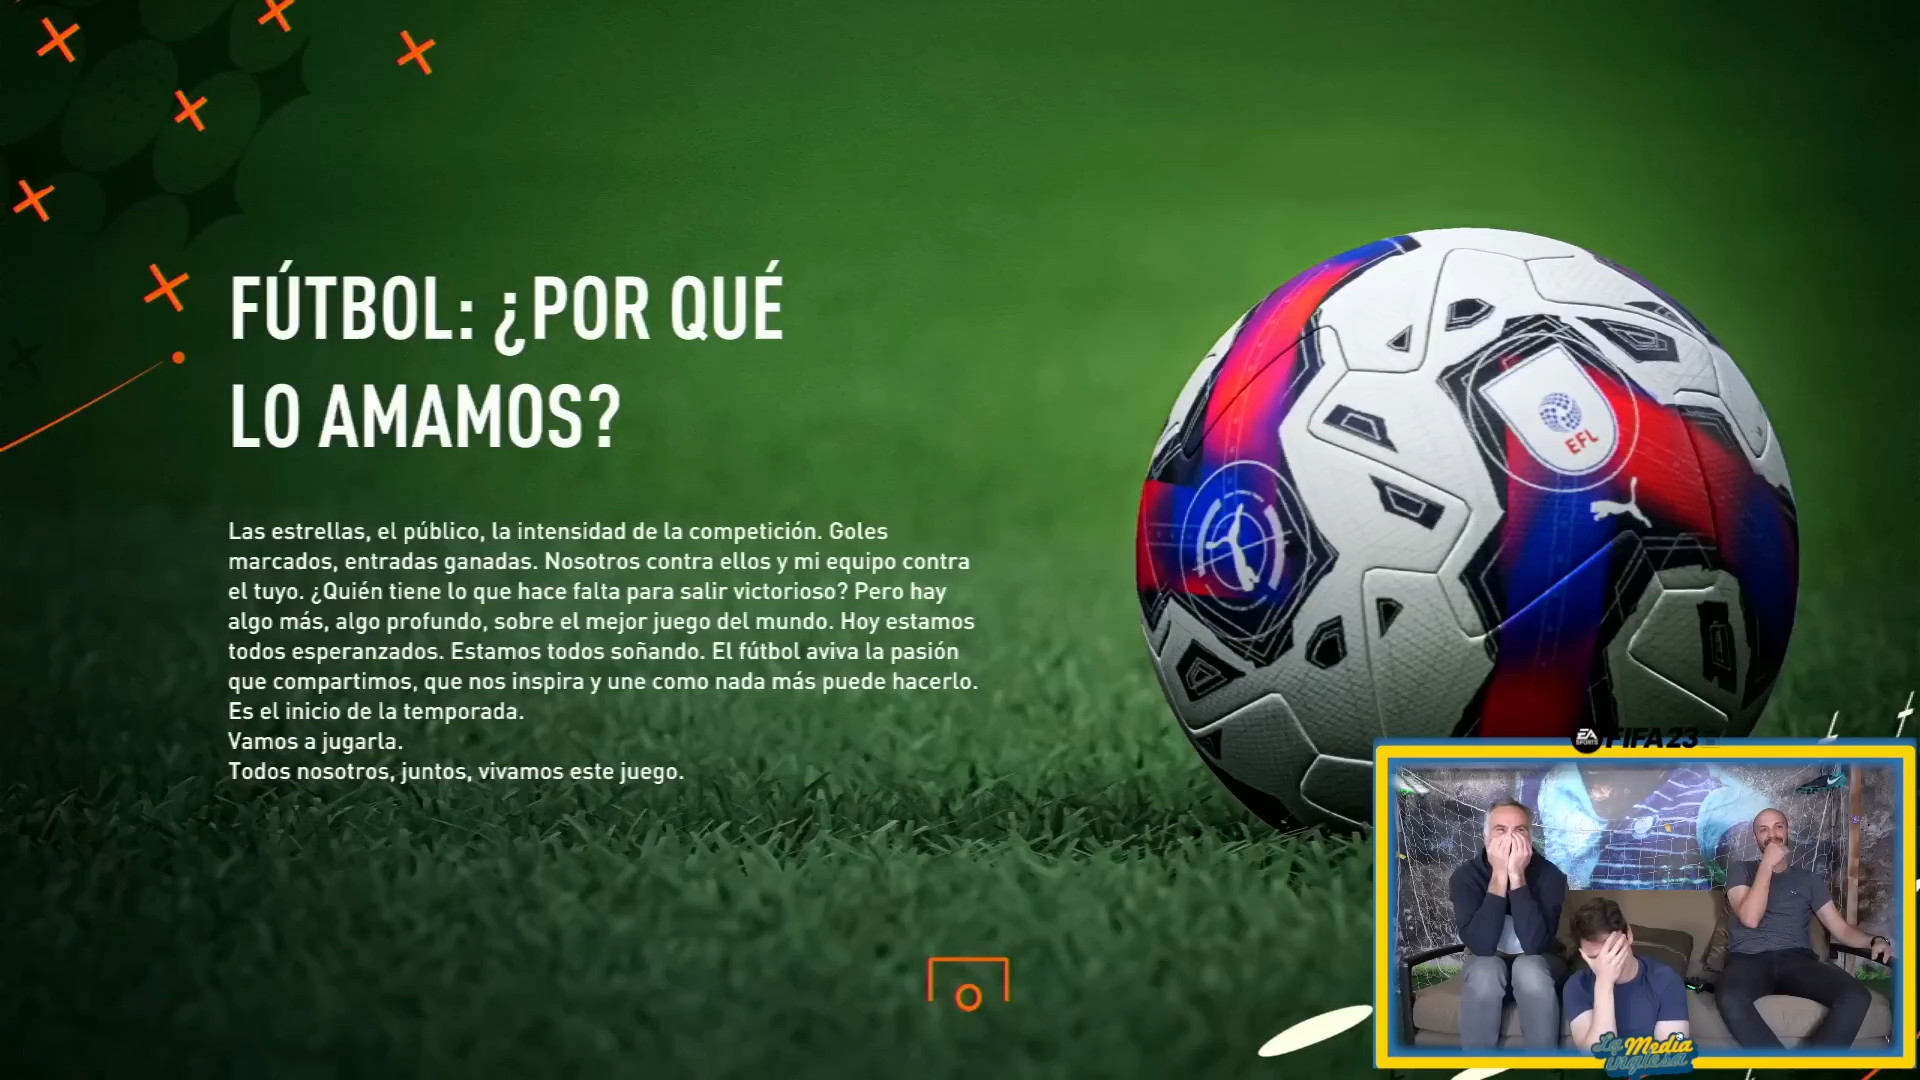 FÚTBOL: ¿POR QUÉ
LO AMAMOS?
Las estrellas, el público, la intensidad de la competición. Goles
marcados, entradas ganadas. Nosotros contra ellos y mi equipo contra
el tuyo. ¿Quién tiene lo que hace falta para salir victorioso? Pero hay
algo más, algo profundo, sobre el mejor juego del mundo. Hoy estamos
todos esperanzados. Estamos todos soñando. El fútbol aviva la pasión
que compartimos, que nos inspira y une como nada más puede hacerlo.
Es el inicio de la temporada.
Vamos a jugarla.
Todos nosotros, juntos, vivamos este juego.
EFL
EA SPORTS FIFA 23
La Media
inglesa